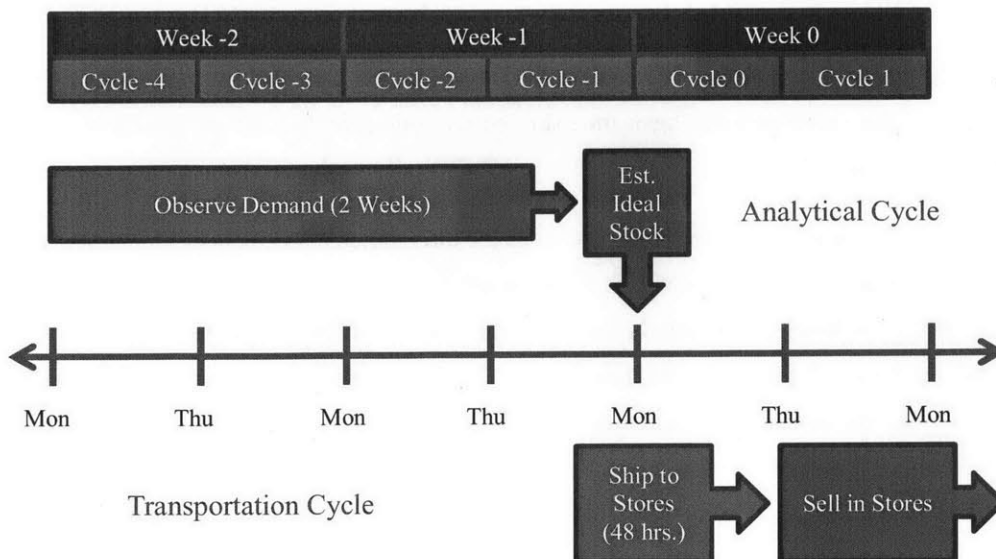 Week -2 Week -1 Week 0
Cycle -4 Cycle -3 Cycle -2 Cycle -1 Cycle 0 Cycle 1
Observe Demand (2 Weeks)
Est.
Ideal
Stock
Analytical Cycle
Mon Thu Mon Thu Mon Thu Mon
Transportation Cycle
Ship to
Stores
(48 hrs.)
Sell in Stores